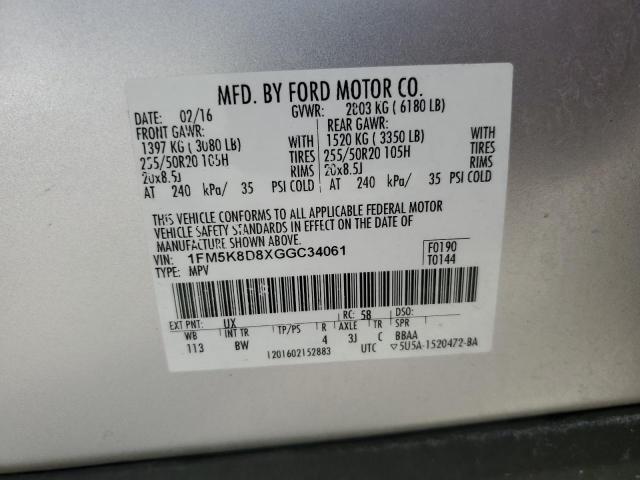 MFD. BY FORD MOTOR CO.
DATE: 02/16 GVWR: 2803 KG ( 6180 LB)
FRONT GAWR: REAR GAWR:
1397 KG ( 3080 LB) WITH 1520 KG ( 3350 LB) WITH
255/50R20 105H TIRES 255/50R20 105H TIRES
20x8.5J RIMS 20x8.5J RIMS
AT 240 kPa/ 35 PSI COLD AT 240 kPa/ 35 PSI COLD
THIS VEHICLE CONFORMS TO ALL APPLICABLE FEDERAL MOTOR
VEHICLE SAFETY STANDARDS IN EFFECT ON THE DATE OF
MANUFACTURE SHOWN ABOVE.
VIN: 1FM5K8D8XGGC34061 F0190
TYPE: MPV T0144
EXT PNT: UX RC: 58 DSO:
WB INT TR TP/PS R AXLE TR SPR
113 BW 4 3J C BBAA
1201602152883 UTC ▽5U5A-1520472-BA